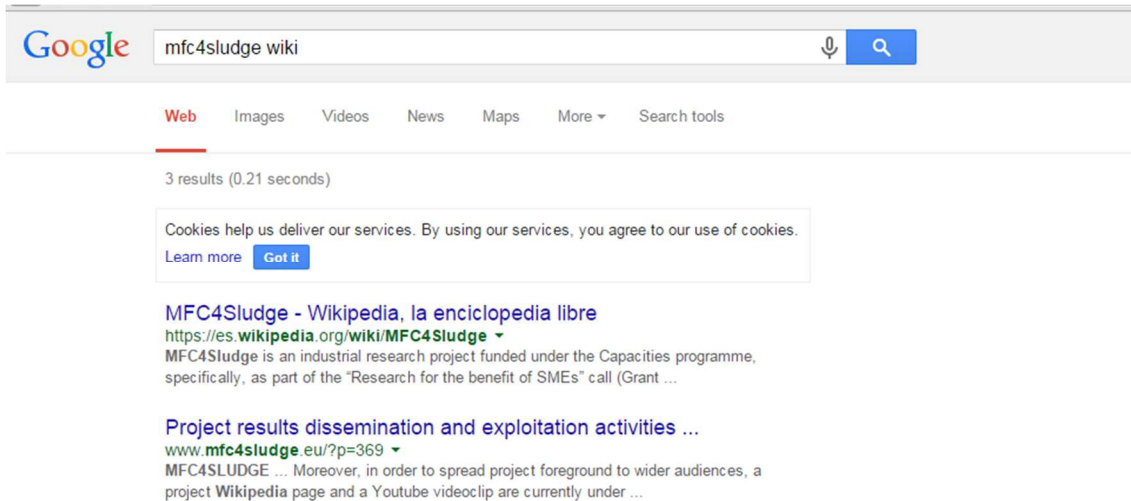 Google mfc4sludge wiki
Web Images Videos News Maps More Search tools
3 results (0.21 seconds)
Cookies help us deliver our services. By using our services, you agree to our use of cookies.
Learn more Got it
MFC4Sludge - Wikipedia, la enciclopedia libre
https://es.wikipedia.org/wiki/MFC4Sludge
MFC4Sludge is an industrial research project funded under the Capacities programme,
specifically, as part of the “Research for the benefit of SMEs” call (Grant ...
Project results dissemination and exploitation activities ...
www.mfc4sludge.eu/?p=369
MFC4SLUDGE ... Moreover, in order to spread project foreground to wider audiences, a
project Wikipedia page and a Youtube videoclip are currently under ...